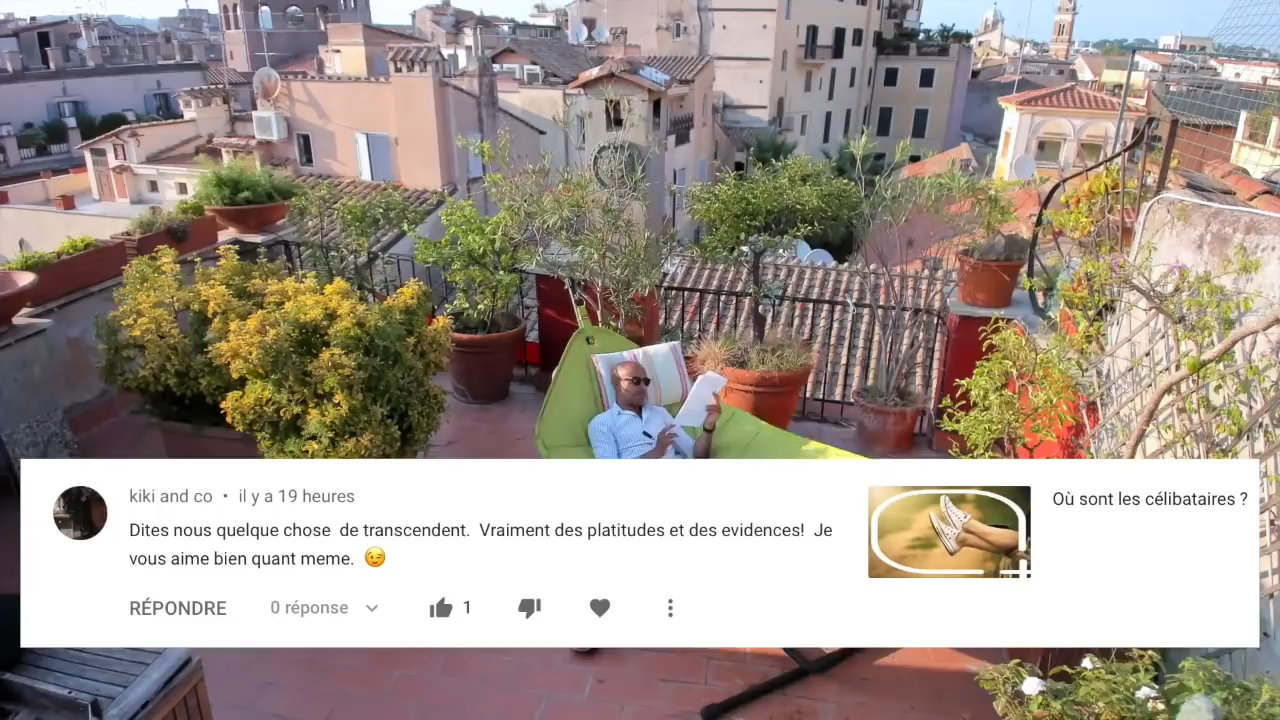 kiki and co • il y a 19 heures
Dites nous quelque chose de transcendent. Vraiment des platitudes et des evidences! Je
vous aime bien quant meme. 😉
RÉPONDRE 0 réponse 1
Où sont les célibataires ?